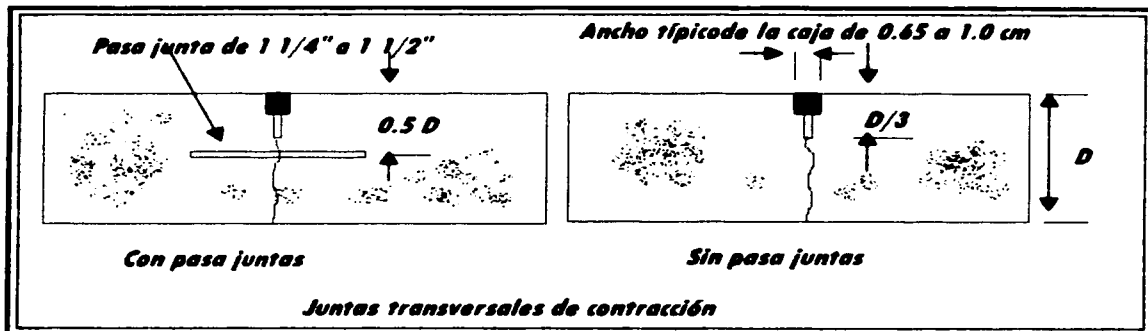 Pasa junta de 1 1/4" a 1 1/2"
Ancho típicode la caja de 0.65 a 1.0 cm
0.5 D
D/3
D
Con pasa juntas
Sin pasa juntas
Juntas transversales de contracción